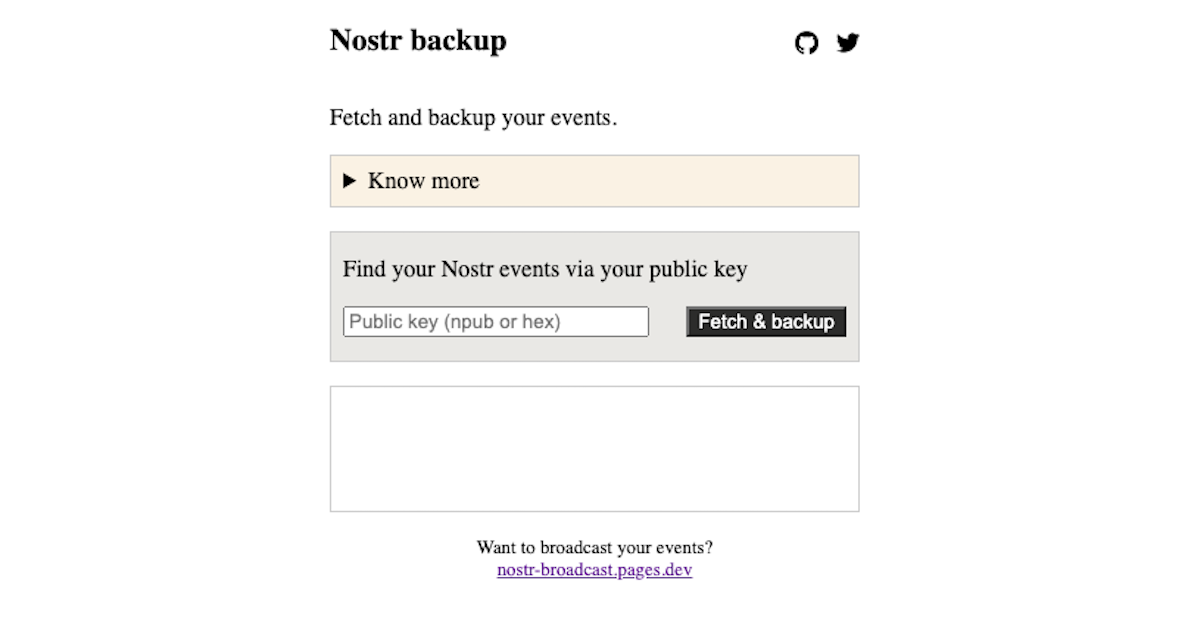 Nostr backup
Fetch and backup your events.
Know more
Find your Nostr events via your public key
Public key (npub or hex)
Fetch & backup
Want to broadcast your events?
nostr-broadcast.pages.dev